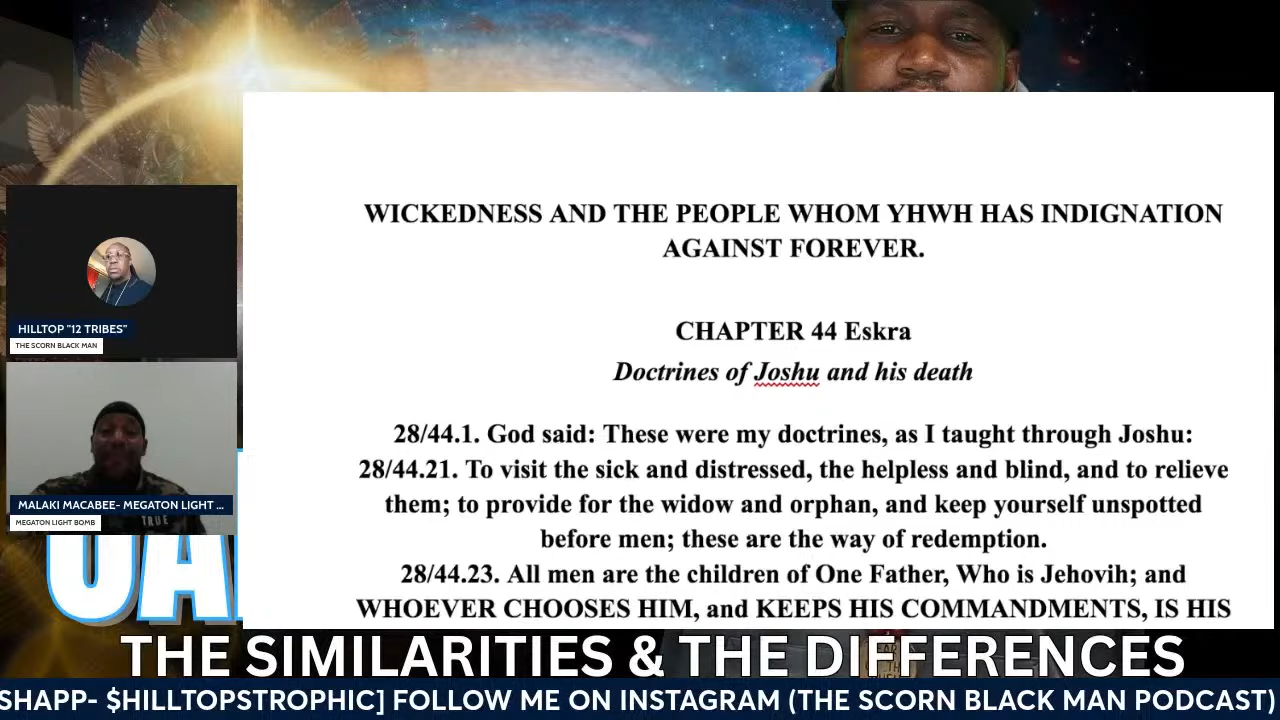 WICKEDNESS AND THE PEOPLE WHOM YHWH HAS INDIGNATION
AGAINST FOREVER.
CHAPTER 44 Eskra
Doctrines of Joshu and his death
28/44.1. God said: These were my doctrines, as I taught through Joshu:
28/44.21. To visit the sick and distressed, the helpless and blind, and to relieve
them; to provide for the widow and orphan, and keep yourself unspotted
before men; these are the way of redemption.
28/44.23. All men are the children of One Father, Who is Jehovih; and
WHOEVER CHOOSES HIM, and KEEPS HIS COMMANDMENTS, IS HIS
HILLTOP "12 TRIBES"
THE SCORN BLACK MAN
MALAKI MACABEE- MEGATON LIGHT ...
MEGATON LIGHT BOMB
TRUE
THE SIMILARITIES & THE DIFFERENCES
SHAPP- $HILLTOPSTROPHIC] FOLLOW ME ON INSTAGRAM (THE SCORN BLACK MAN PODCAST)